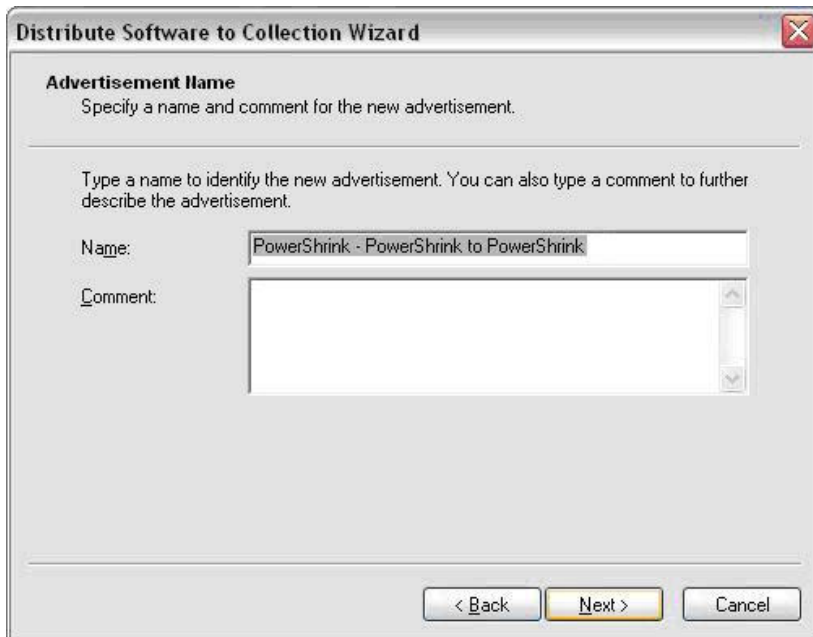 Distribute Software to Collection Wizard
Advertisement Name
Specify a name and comment for the new advertisement.
Type a name to identify the new advertisement. You can also type a comment to further
describe the advertisement.
Name: PowerShrink - PowerShrink to PowerShrink
Comment:
< Back Next > Cancel